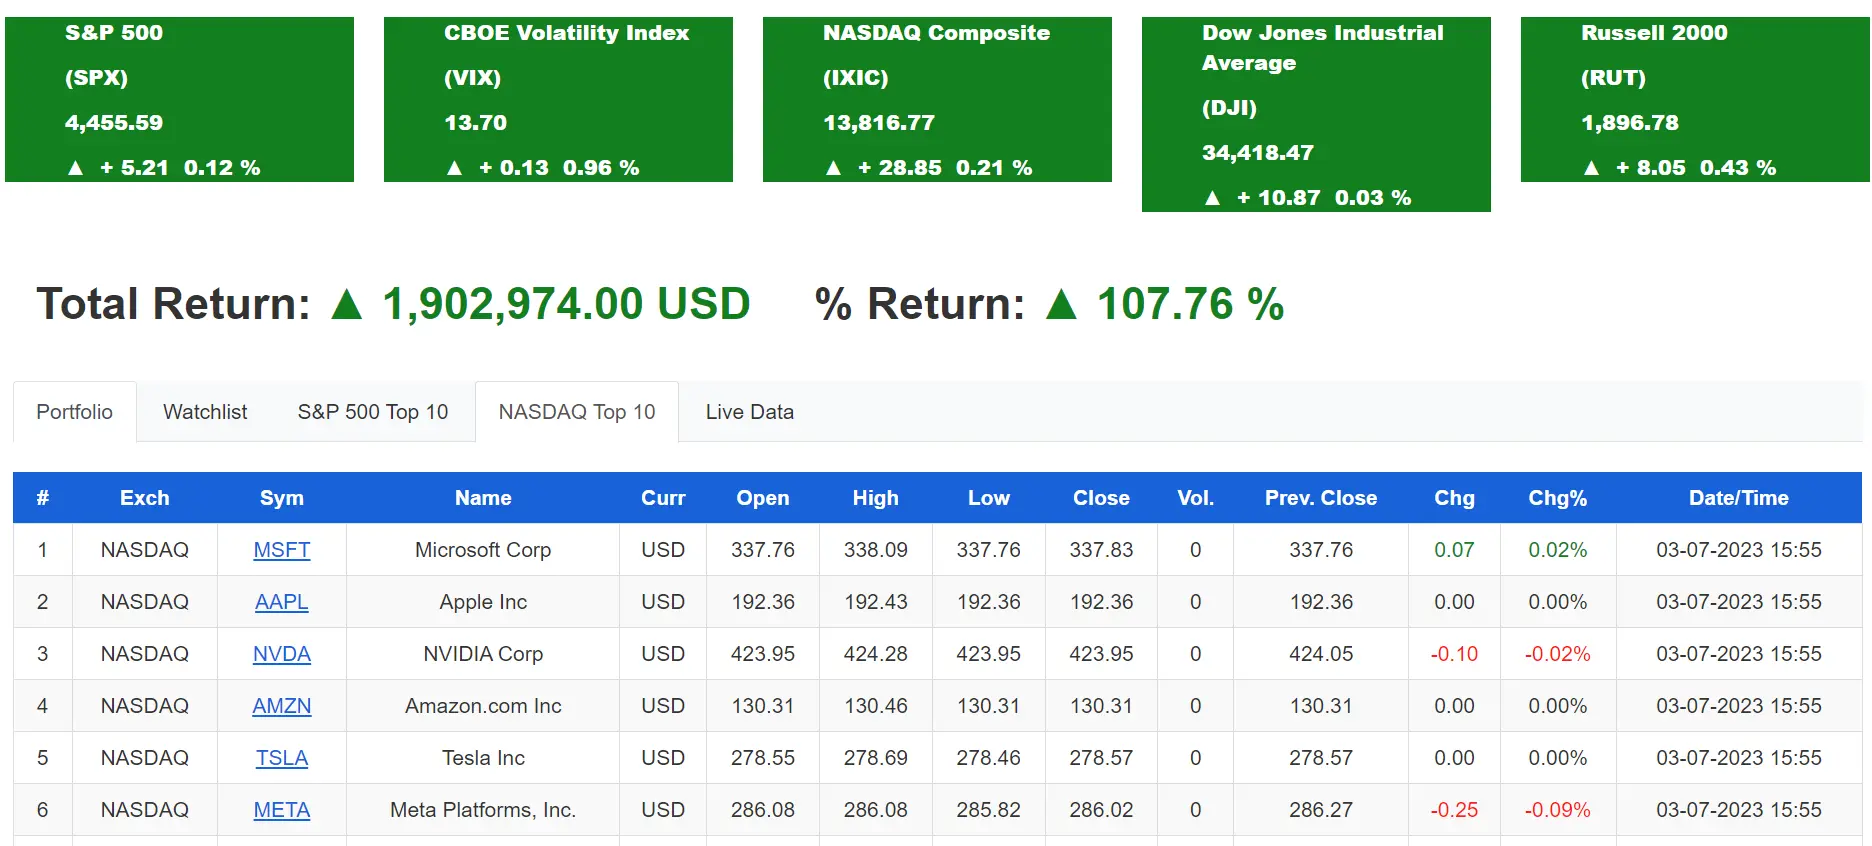 S&P 500
(SPX)
4,455.59
▲ + 5.21 0.12 %
CBOE Volatility Index
(VIX)
13.70
▲ + 0.13 0.96 %
NASDAQ Composite
(IXIC)
13,816.77
▲ + 28.85 0.21 %
Dow Jones Industrial
Average
(DJI)
34,418.47
▲ + 10.87 0.03 %
Russell 2000
(RUT)
1,896.78
▲ + 8.05 0.43 %
Total Return: ▲ 1,902,974.00 USD % Return: ▲ 107.76 %
Portfolio Watchlist S&P 500 Top 10 NASDAQ Top 10 Live Data
# Exch Sym Name Curr Open High Low Close Vol. Prev. Close Chg Chg% Date/Time
1 NASDAQ MSFT Microsoft Corp USD 337.76 338.09 337.76 337.83 0 337.76 0.07 0.02% 03-07-2023 15:55
2 NASDAQ AAPL Apple Inc USD 192.36 192.43 192.36 192.36 0 192.36 0.00 0.00% 03-07-2023 15:55
3 NASDAQ NVDA NVIDIA Corp USD 423.95 424.28 423.95 423.95 0 424.05 -0.10 -0.02% 03-07-2023 15:55
4 NASDAQ AMZN Amazon.com Inc USD 130.31 130.46 130.31 130.31 0 130.31 0.00 0.00% 03-07-2023 15:55
5 NASDAQ TSLA Tesla Inc USD 278.55 278.69 278.46 278.57 0 278.57 0.00 0.00% 03-07-2023 15:55
6 NASDAQ META Meta Platforms, Inc. USD 286.08 286.08 285.82 286.02 0 286.27 -0.25 -0.09% 03-07-2023 15:55